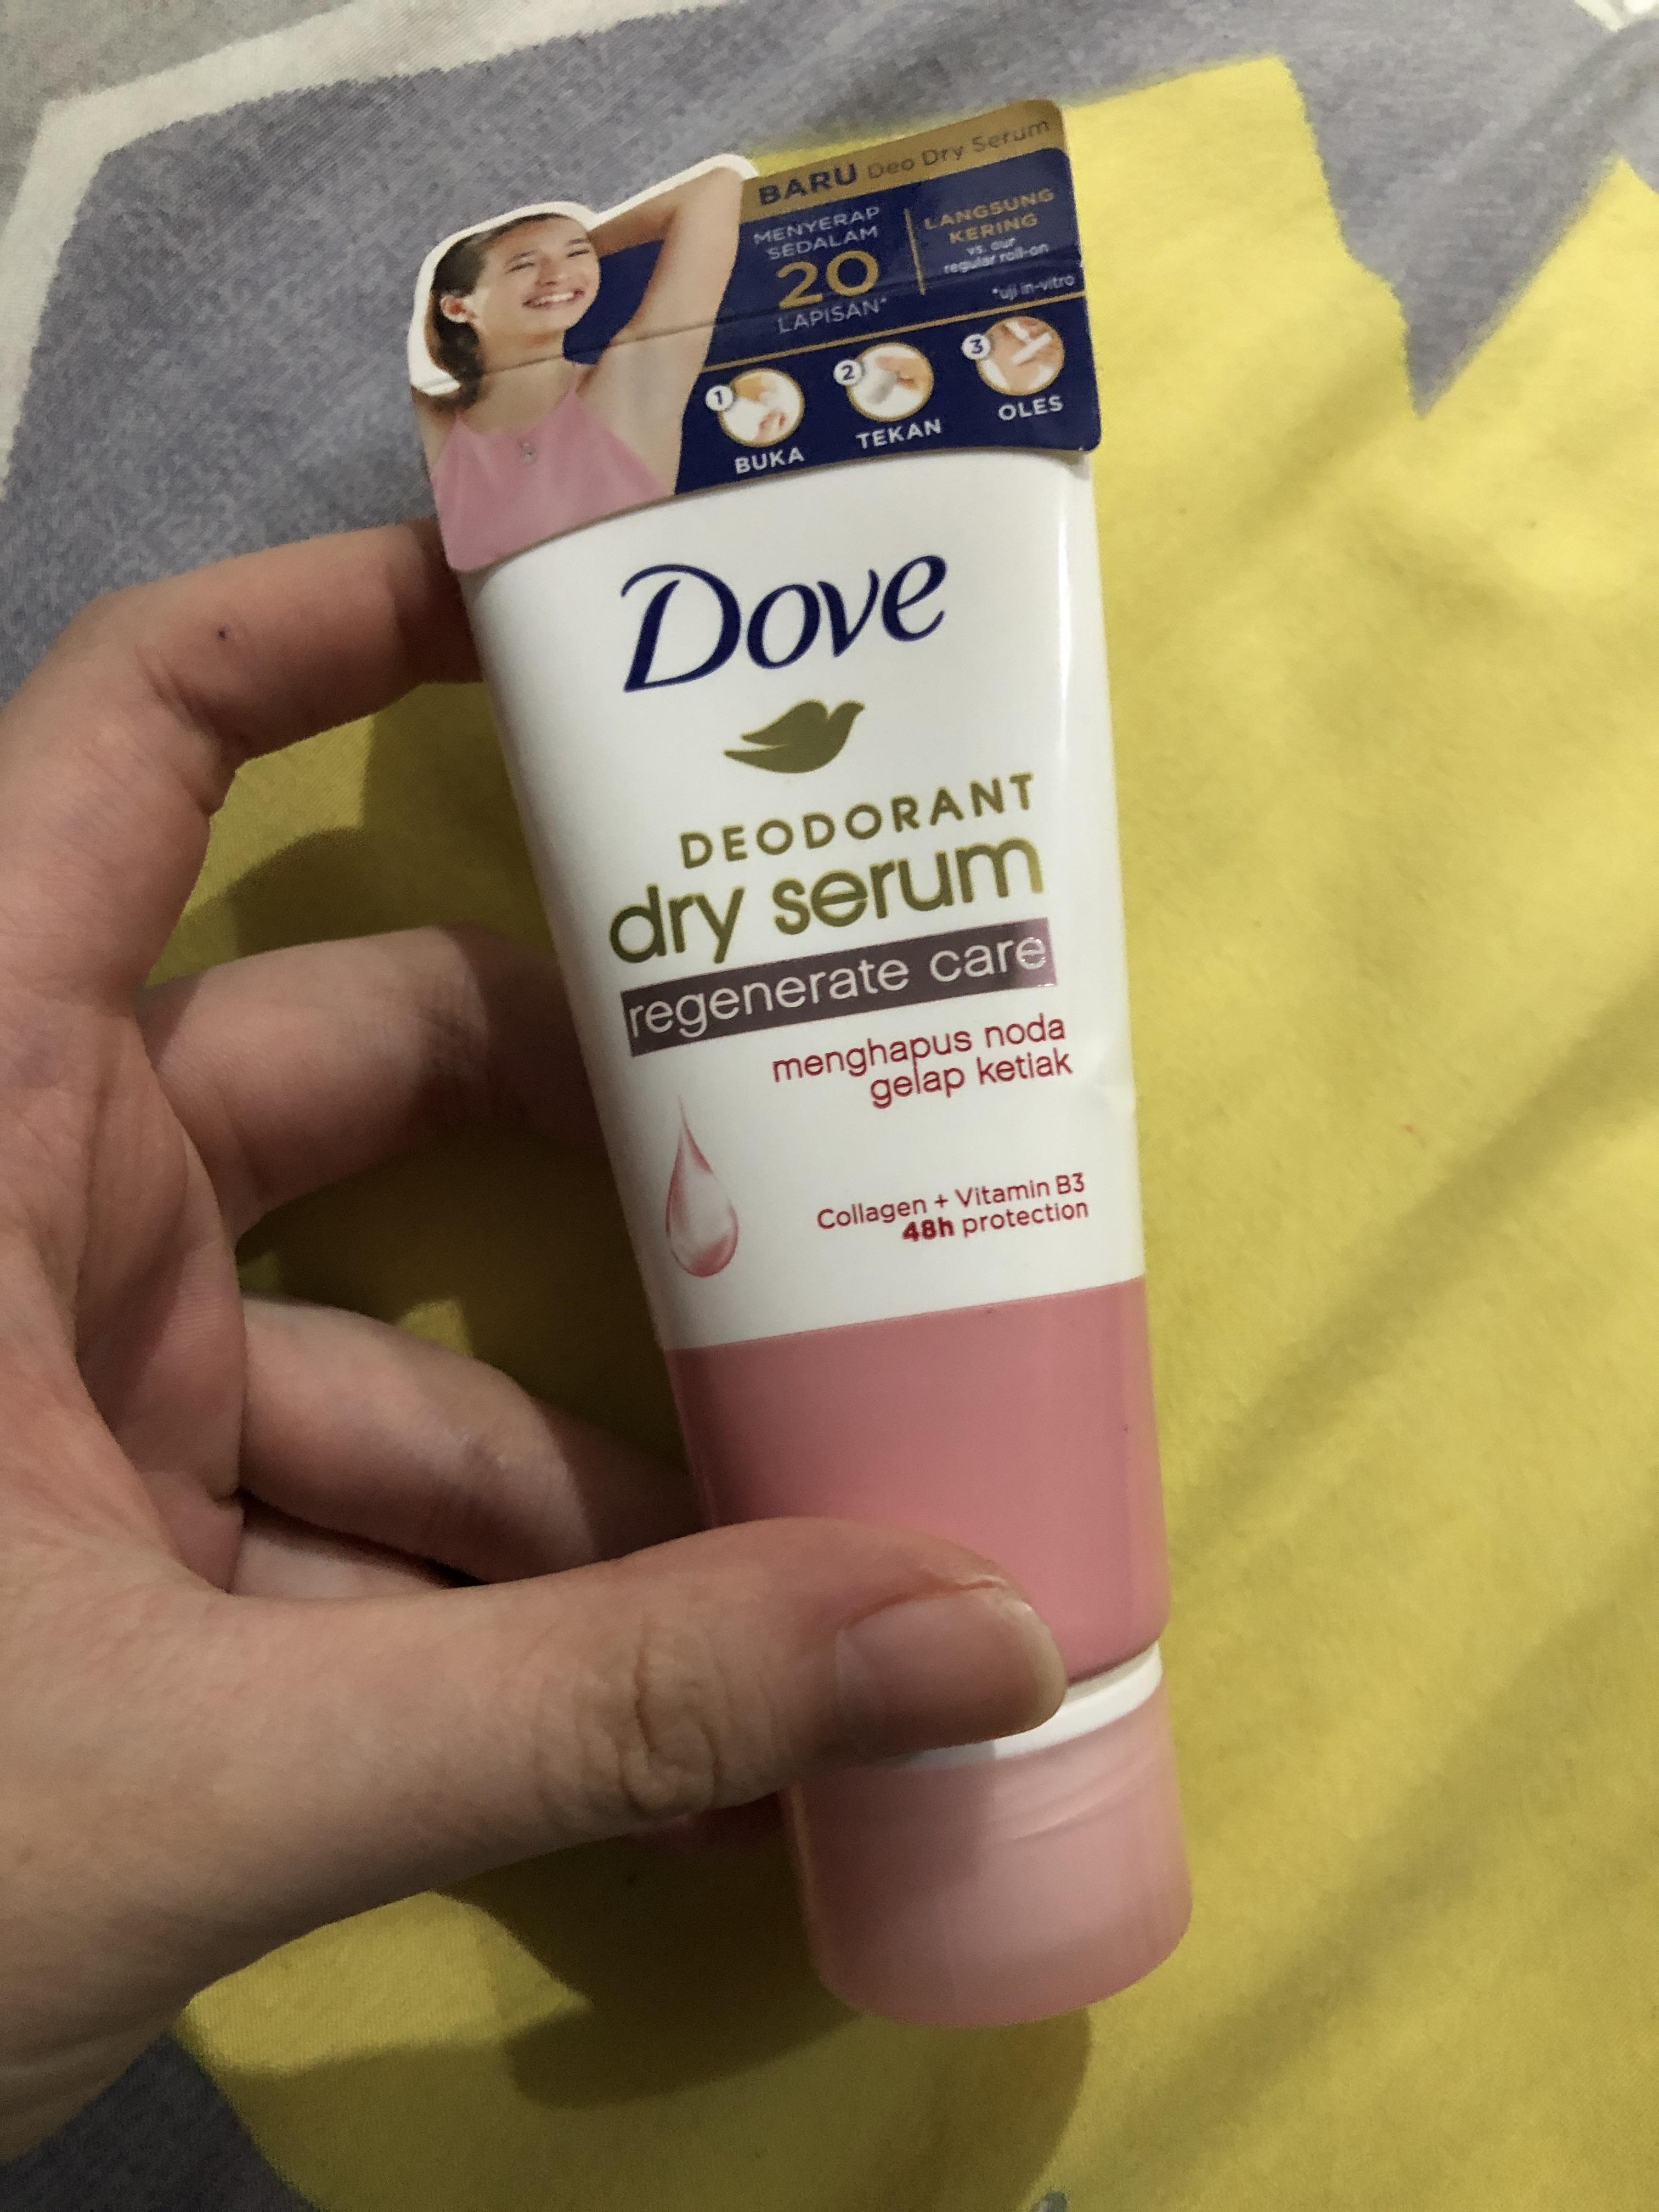 BARU Deo Dry Serum
MENYERAP
SEDALAM
20
LAPISAN*
LANGSUNG
KERING
vs. our
regular roll-on
*uji in-vitro
1
BUKA
2
TEKAN
3
OLES
Dove
DEODORANT
dry serum
regenerate care
menghapus noda
gelap ketiak
Collagen + Vitamin B3
48h protection